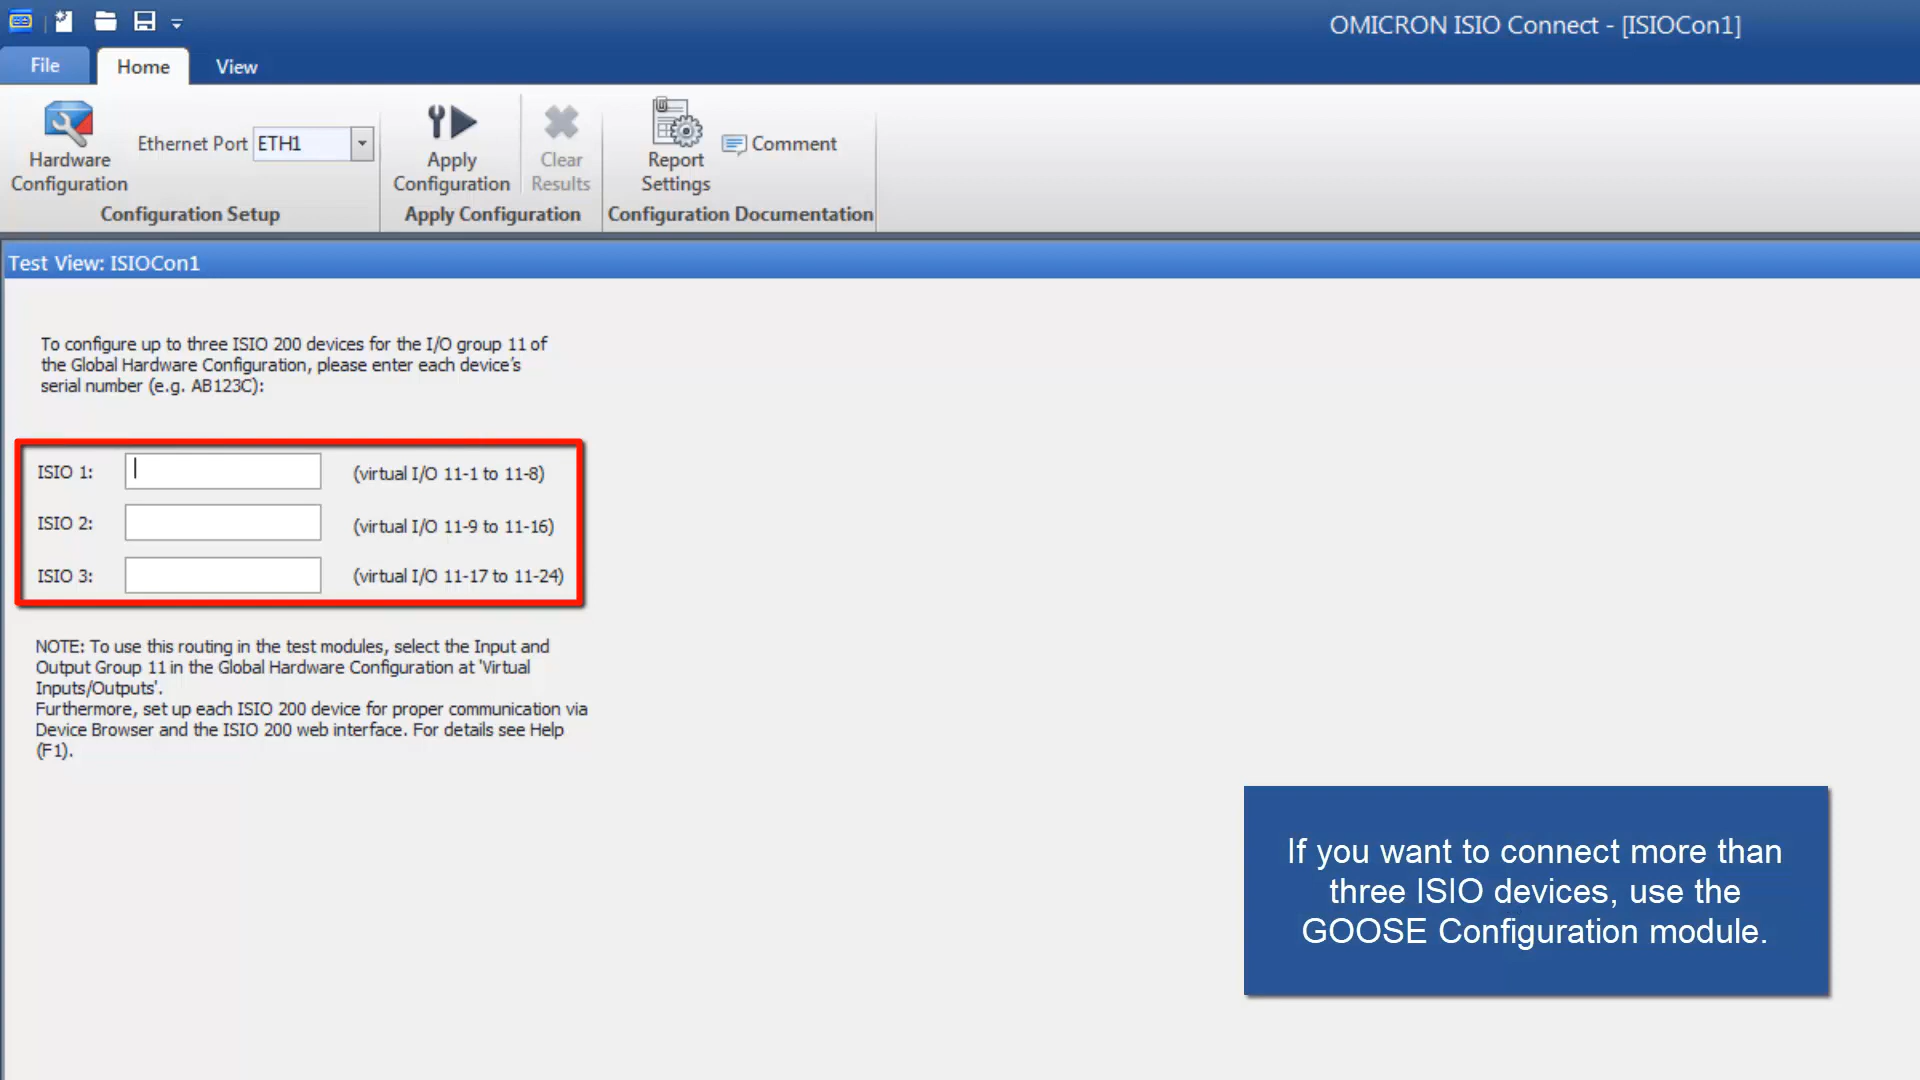 OMICRON ISIO Connect - [ISIOCon1]
File
Home
View
Hardware
Configuration
Ethernet Port
ETH1
Configuration Setup
Apply
Configuration
Clear
Results
Apply Configuration
Report
Settings
Comment
Configuration Documentation
Test View: ISIOCon1
To configure up to three ISIO 200 devices for the I/O group 11 of
the Global Hardware Configuration, please enter each device's
serial number (e.g. AB123C):
ISIO 1:
(virtual I/O 11-1 to 11-8)
ISIO 2:
(virtual I/O 11-9 to 11-16)
ISIO 3:
(virtual I/O 11-17 to 11-24)
NOTE: To use this routing in the test modules, select the Input and
Output Group 11 in the Global Hardware Configuration at 'Virtual
Inputs/Outputs'.
Furthermore, set up each ISIO 200 device for proper communication via
Device Browser and the ISIO 200 web interface. For details see Help
(F1).
If you want to connect more than
three ISIO devices, use the
GOOSE Configuration module.